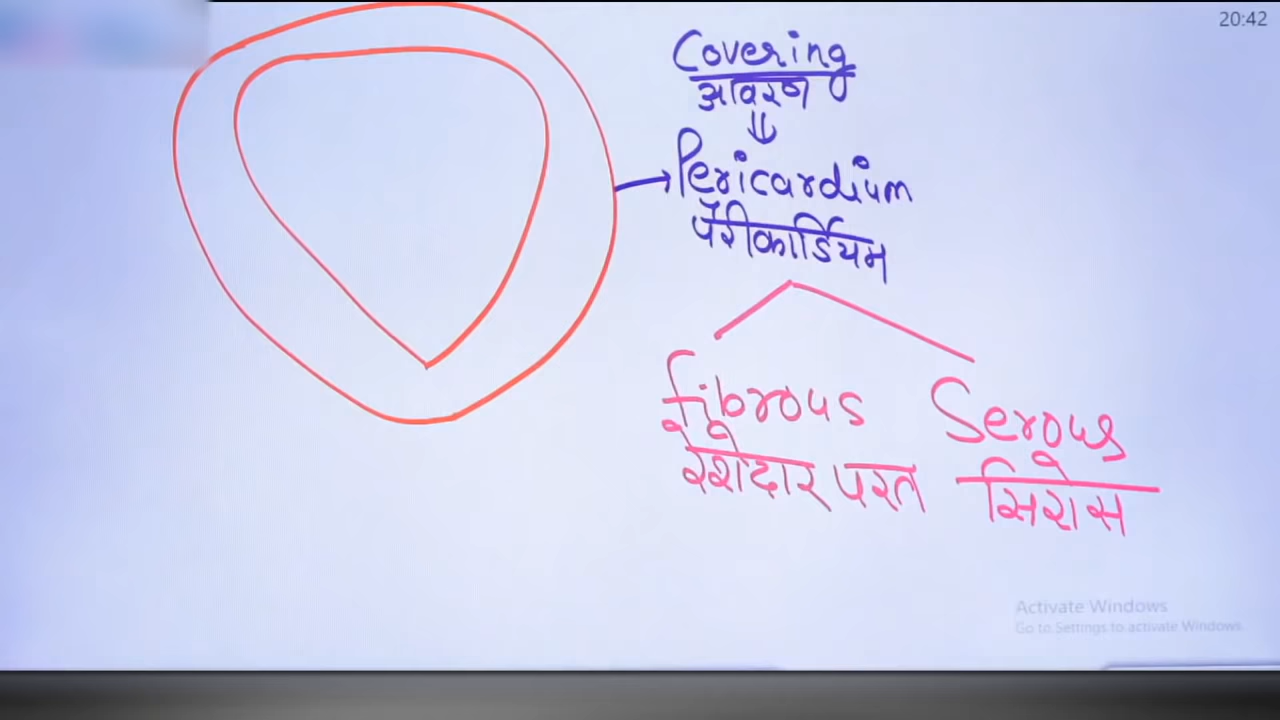 20:42
Covering
आवरण
Pericardium
पेरीकार्डियम
fibrous Serous
रेशेदार परत सिरोस
Activate Windows
Go to Settings to activate Windows.